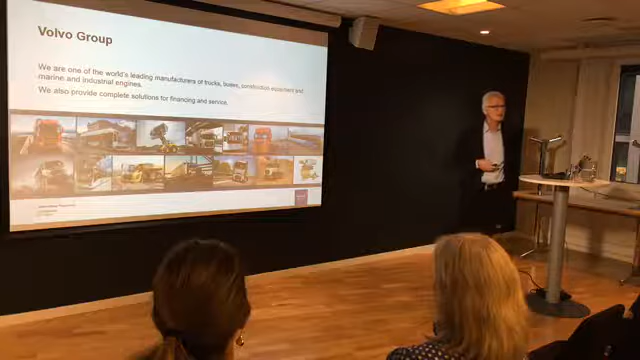 Volvo Group
We are one of the world's leading manufacturers of trucks, buses, construction equipment and
marine and industrial engines.
We also provide complete solutions for financing and service.